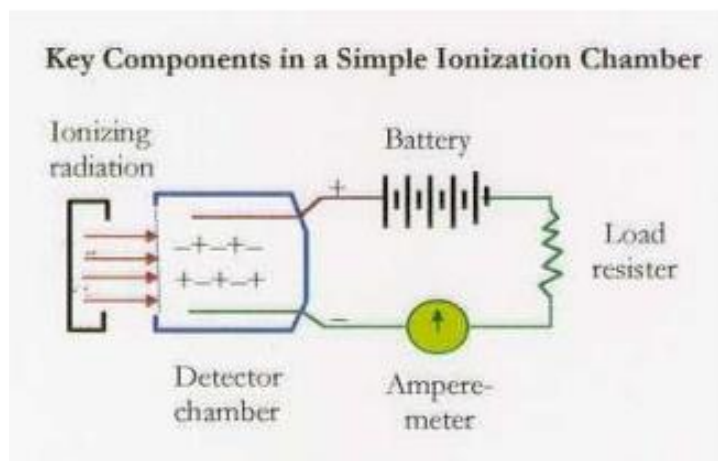 Key Components in a Simple Ionization Chamber
Ionizing
radiation
Battery
+
_+_+_
+_+_+
Load
resister
_
Detector
chamber
Ampere-
meter